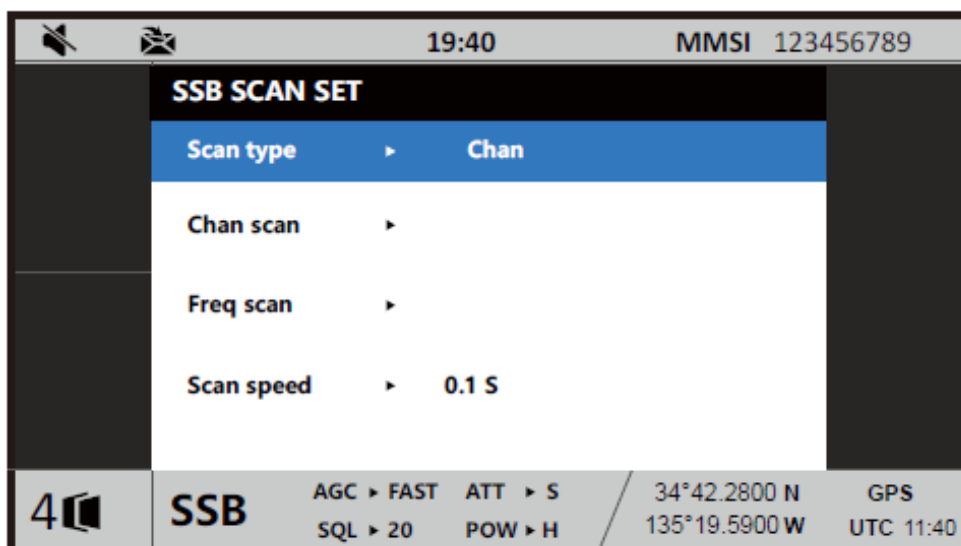 19:40 MMSI 123456789
SSB SCAN SET
Scan type ▸ Chan
Chan scan ▸
Freq scan ▸
Scan speed ▸ 0.1 S
4 SSB AGC ▸ FAST ATT ▸ S 34°42.2800 N GPS
SQL ▸ 20 POW ▸ H 135°19.5900 W UTC 11:40